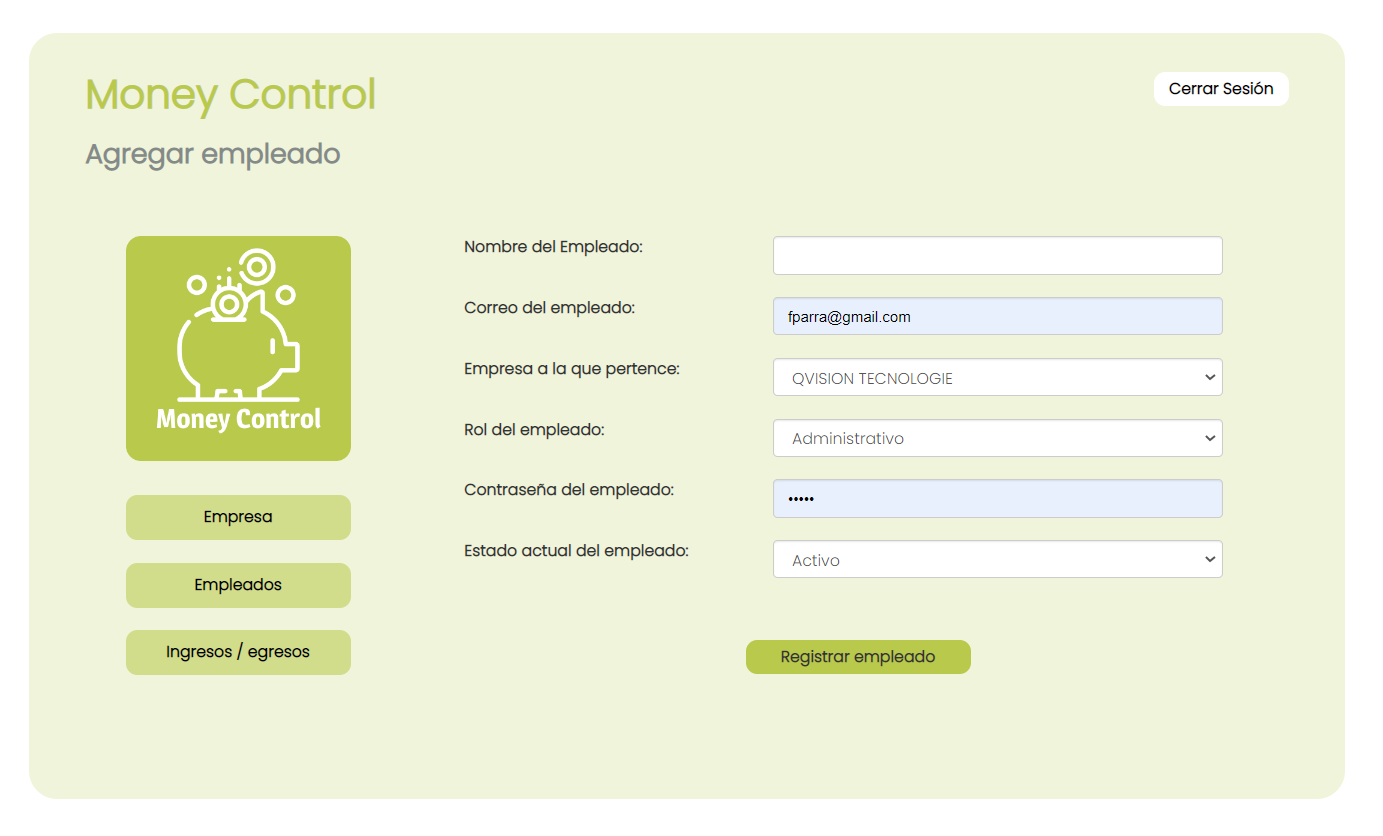 Money Control
Cerrar Sesión
Agregar empleado
Money Control
Empresa
Empleados
Ingresos / egresos
Nombre del Empleado:
Correo del empleado:
fparra@gmail.com
Empresa a la que pertence:
QVISION TECNOLOGIE
Rol del empleado:
Administrativo
Contraseña del empleado:
•••••
Estado actual del empleado:
Activo
Registrar empleado